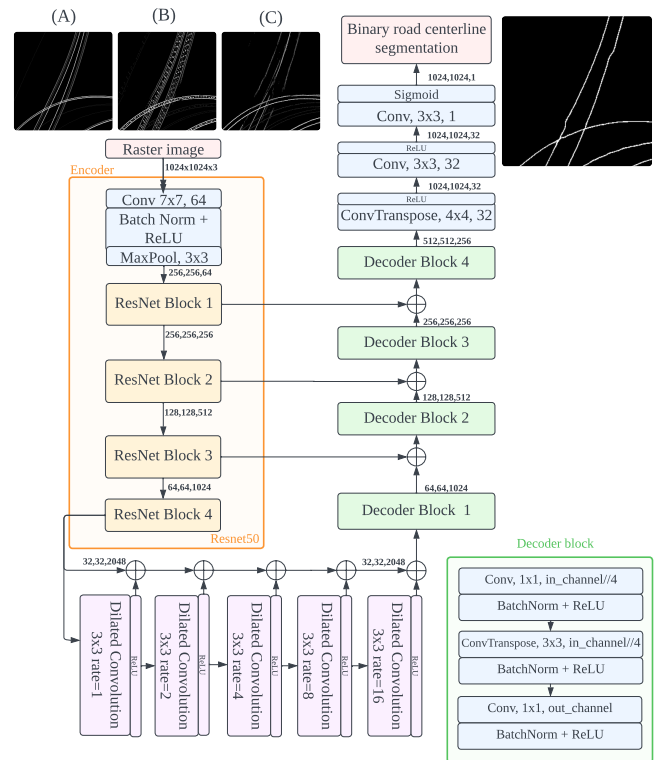 (A)
(B)
(C)
Raster image
1024x1024x3
Encoder
Conv 7x7, 64
Batch Norm +
ReLU
MaxPool, 3x3
256,256,64
ResNet Block 1
256,256,256
ResNet Block 2
128,128,512
ResNet Block 3
64,64,1024
ResNet Block 4
Resnet50
32,32,2048
Dilated Convolution
3x3 rate=1
ReLU
Dilated Convolution
3x3 rate=2
ReLU
Dilated Convolution
3x3 rate=4
ReLU
Dilated Convolution
3x3 rate=8
ReLU
Dilated Convolution
3x3 rate=16
ReLU
32,32,2048
Binary road centerline
segmentation
1024,1024,1
Sigmoid
Conv, 3x3, 1
1024,1024,32
ReLU
Conv, 3x3, 32
1024,1024,32
ReLU
ConvTranspose, 4x4, 32
512,512,256
Decoder Block 4
256,256,256
Decoder Block 3
128,128,512
Decoder Block 2
64,64,1024
Decoder Block 1
Decoder block
Conv, 1x1, in_channel//4
BatchNorm + ReLU
ConvTranspose, 3x3, in_channel//4
BatchNorm + ReLU
Conv, 1x1, out_channel
BatchNorm + ReLU